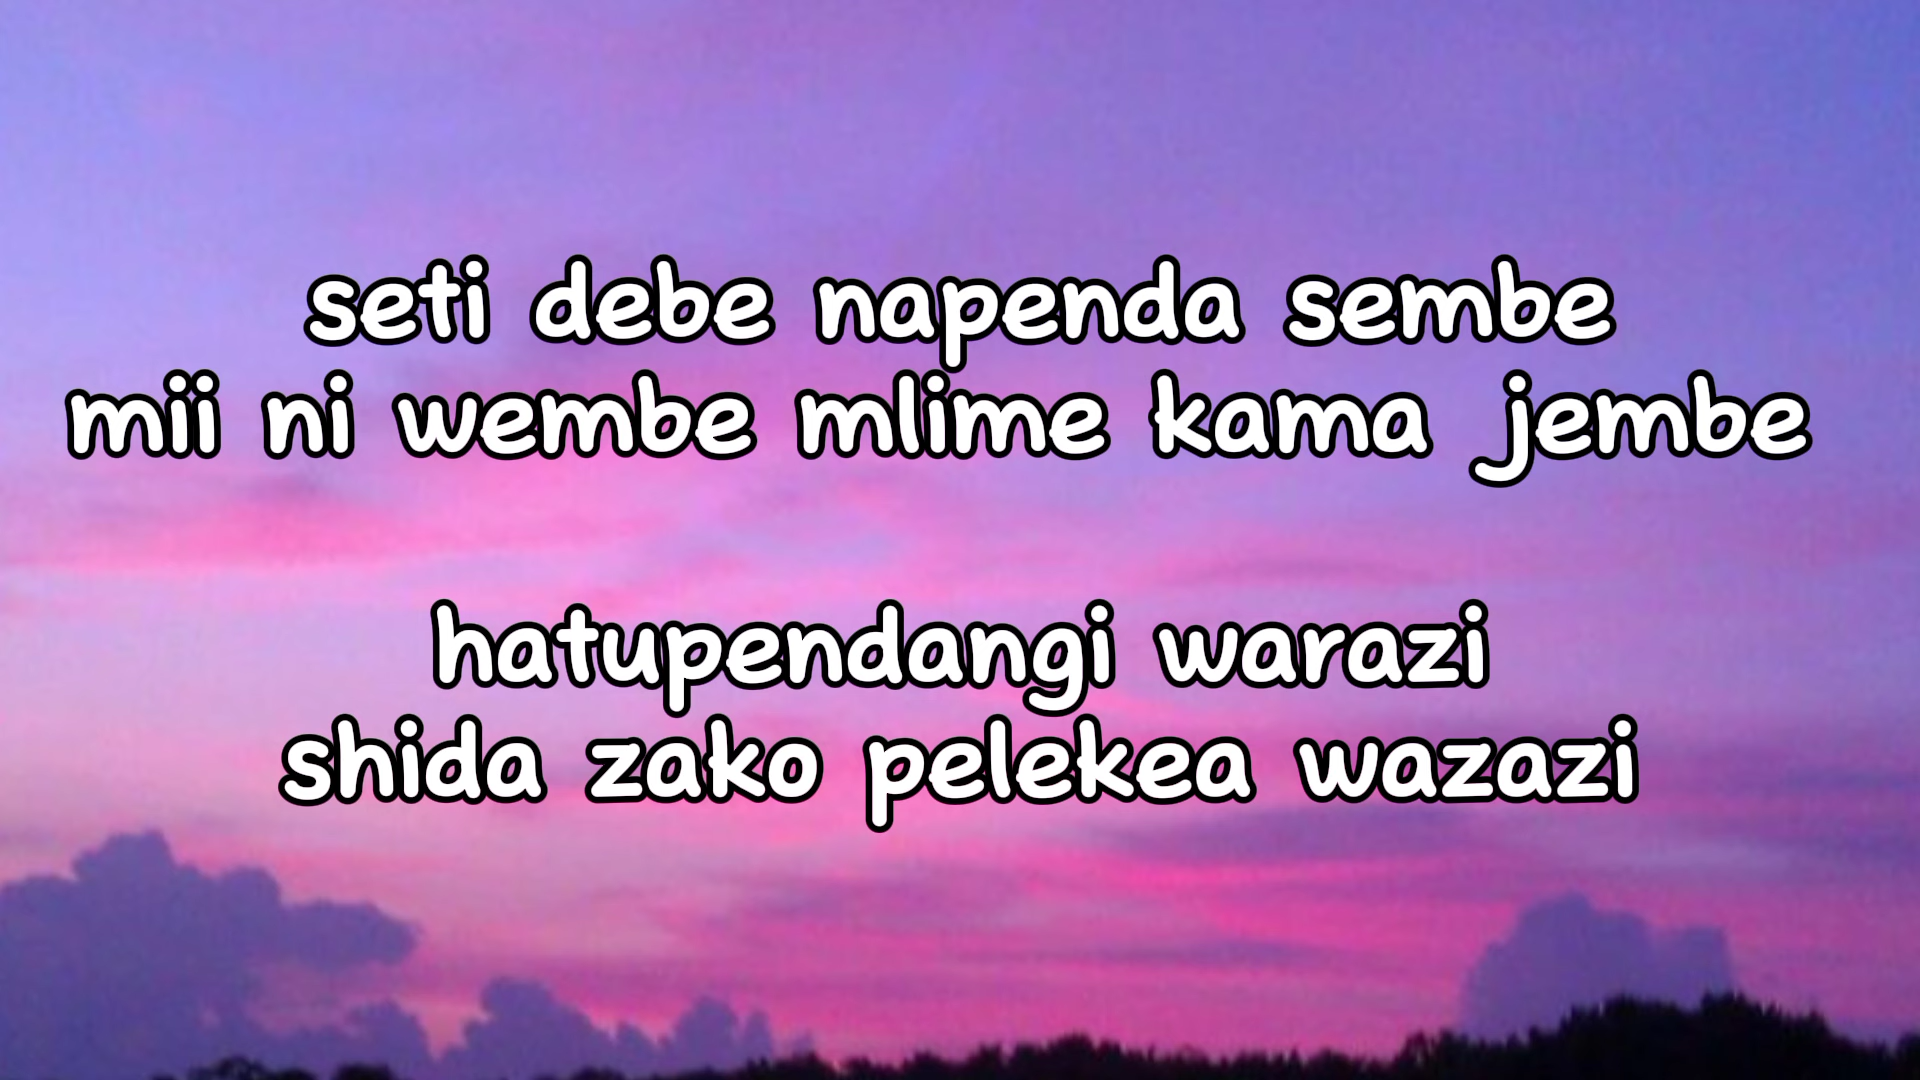 seti debe napenda sembe
mii ni wembe mlime kama jembe
hatupendangi warazi
shida zako pelekea wazazi